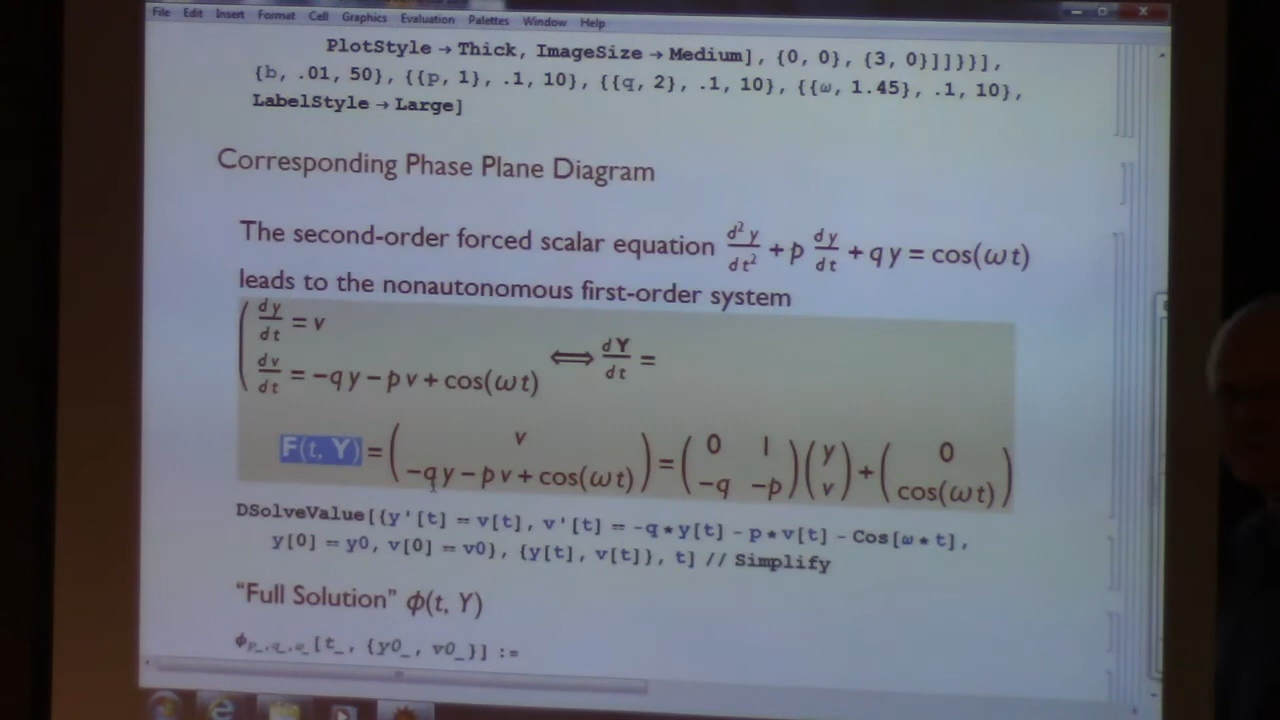 File Edit Insert Format Cell Graphics Evaluation Palettes Window Help
PlotStyle → Thick, ImageSize → Medium], {0, 0}, {3, 0}]]}}],
{b, .01, 50}, {{p, 1}, .1, 10}, {{q, 2}, .1, 10}, {{ω, 1.45}, .1, 10},
LabelStyle → Large]
Corresponding Phase Plane Diagram
The second-order forced scalar equation d²y/dt² + p dy/dt + q y = cos(ω t)
leads to the nonautonomous first-order system
( dy/dt = v
dv/dt = -q y - p v + cos(ω t) ⟺ dY/dt =
F(t, Y) = ( v
-q y - p v + cos(ω t) ) = ( 0 1
-q -p ) ( y
v ) + ( 0
cos(ω t) )
DSolveValue[{y'[t] = v[t], v'[t] = -q*y[t] - p*v[t] - Cos[ω*t],
y[0] = y0, v[0] = v0}, {y[t], v[t]}, t] // Simplify
"Full Solution" ϕ(t, Y)
ϕp_,q_,ω_[t_, {y0_, v0_}] :=